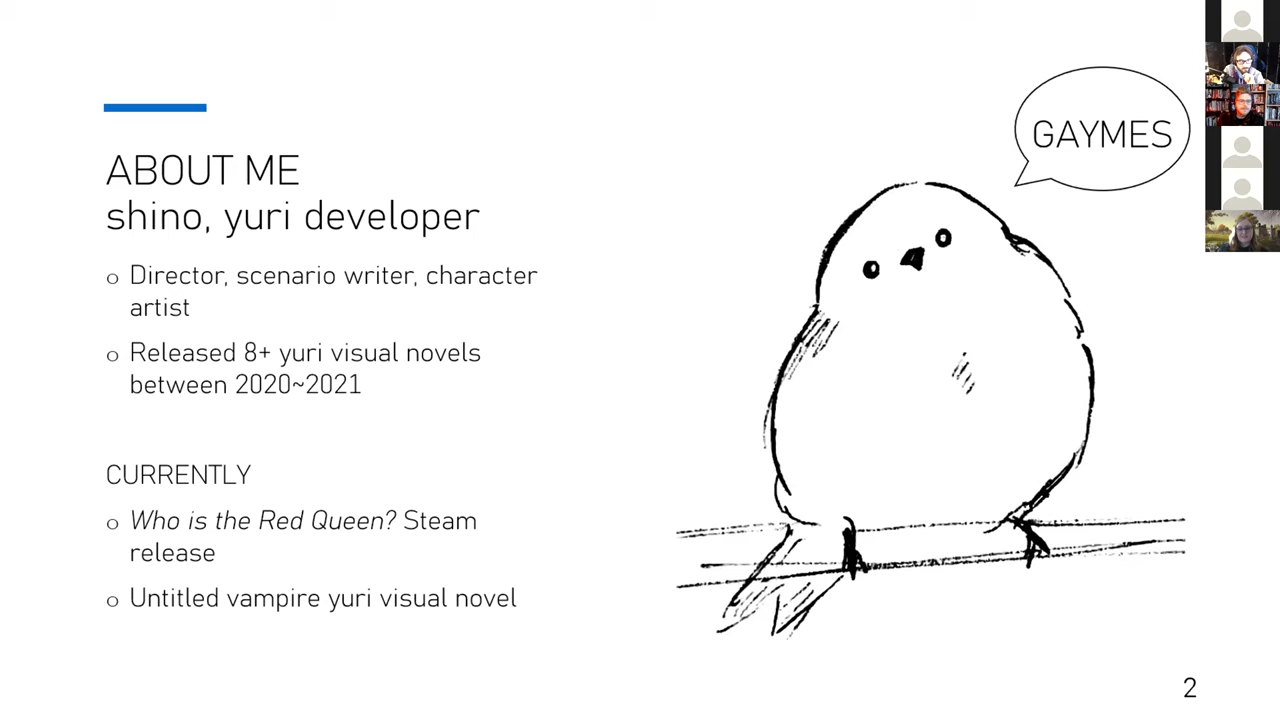 ABOUT ME
shino, yuri developer
o Director, scenario writer, character
artist
o Released 8+ yuri visual novels
between 2020~2021
CURRENTLY
o Who is the Red Queen? Steam
release
o Untitled vampire yuri visual novel
GAYMES
2